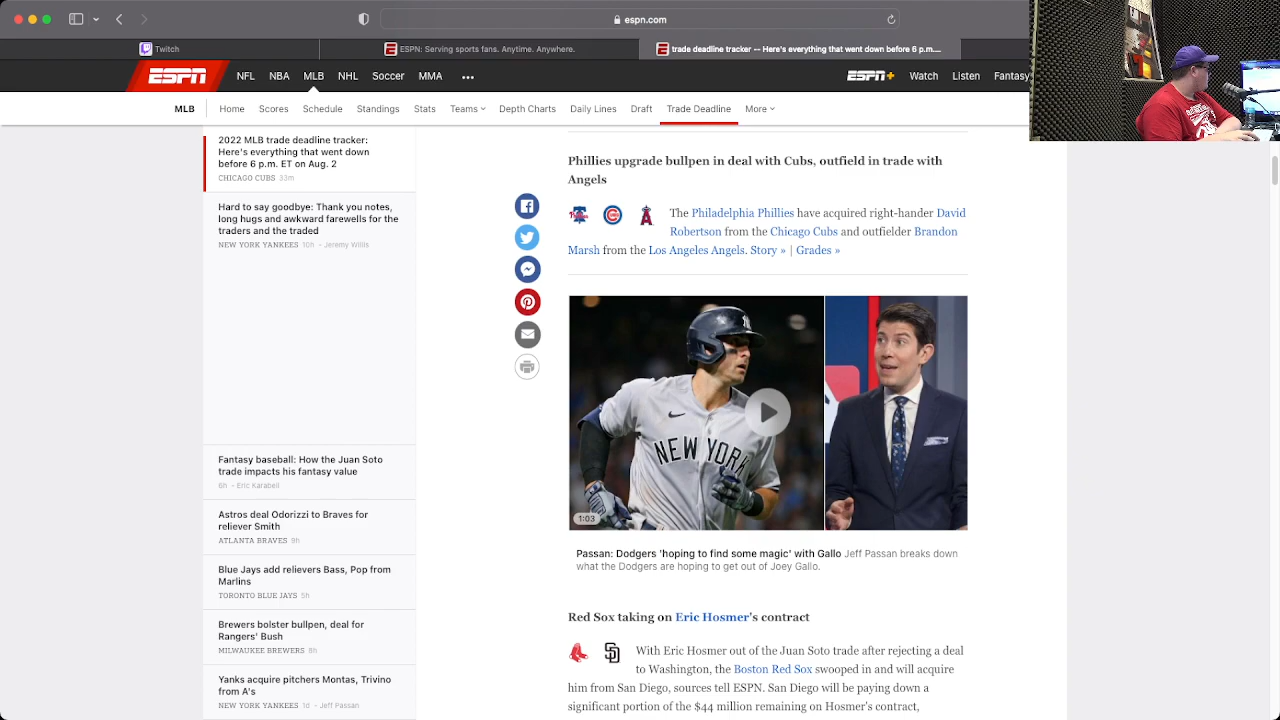 espn.com
Twitch
ESPN: Serving sports fans. Anytime. Anywhere.
trade deadline tracker -- Here's everything that went down before 6 p.m....
ESPN NFL NBA MLB NHL Soccer MMA ESPN+ Watch Listen Fantasy
MLB Home Scores Schedule Standings Stats Teams Depth Charts Daily Lines Draft Trade Deadline More
2022 MLB trade deadline tracker:
Here's everything that went down
before 6 p.m. ET on Aug. 2
CHICAGO CUBS 33m
Hard to say goodbye: Thank you notes,
long hugs and awkward farewells for the
traders and the traded
NEW YORK YANKEES 10h - Jeremy Willis
Fantasy baseball: How the Juan Soto
trade impacts his fantasy value
6h - Eric Karabell
Astros deal Odorizzi to Braves for
reliever Smith
ATLANTA BRAVES 9h
Blue Jays add relievers Bass, Pop from
Marlins
TORONTO BLUE JAYS 5h
Brewers bolster bullpen, deal for
Rangers' Bush
MILWAUKEE BREWERS 8h
Yanks acquire pitchers Montas, Trivino
from A's
NEW YORK YANKEES 1d - Jeff Passan
Phillies upgrade bullpen in deal with Cubs, outfield in trade with
Angels
The Philadelphia Phillies have acquired right-hander David
Robertson from the Chicago Cubs and outfielder Brandon
Marsh from the Los Angeles Angels. Story » | Grades »
NEW YORK
1:03
Passan: Dodgers 'hoping to find some magic' with Gallo Jeff Passan breaks down
what the Dodgers are hoping to get out of Joey Gallo.
Red Sox taking on Eric Hosmer's contract
With Eric Hosmer out of the Juan Soto trade after rejecting a deal
to Washington, the Boston Red Sox swooped in and will acquire
him from San Diego, sources tell ESPN. San Diego will be paying down a
significant portion of the $44 million remaining on Hosmer's contract,